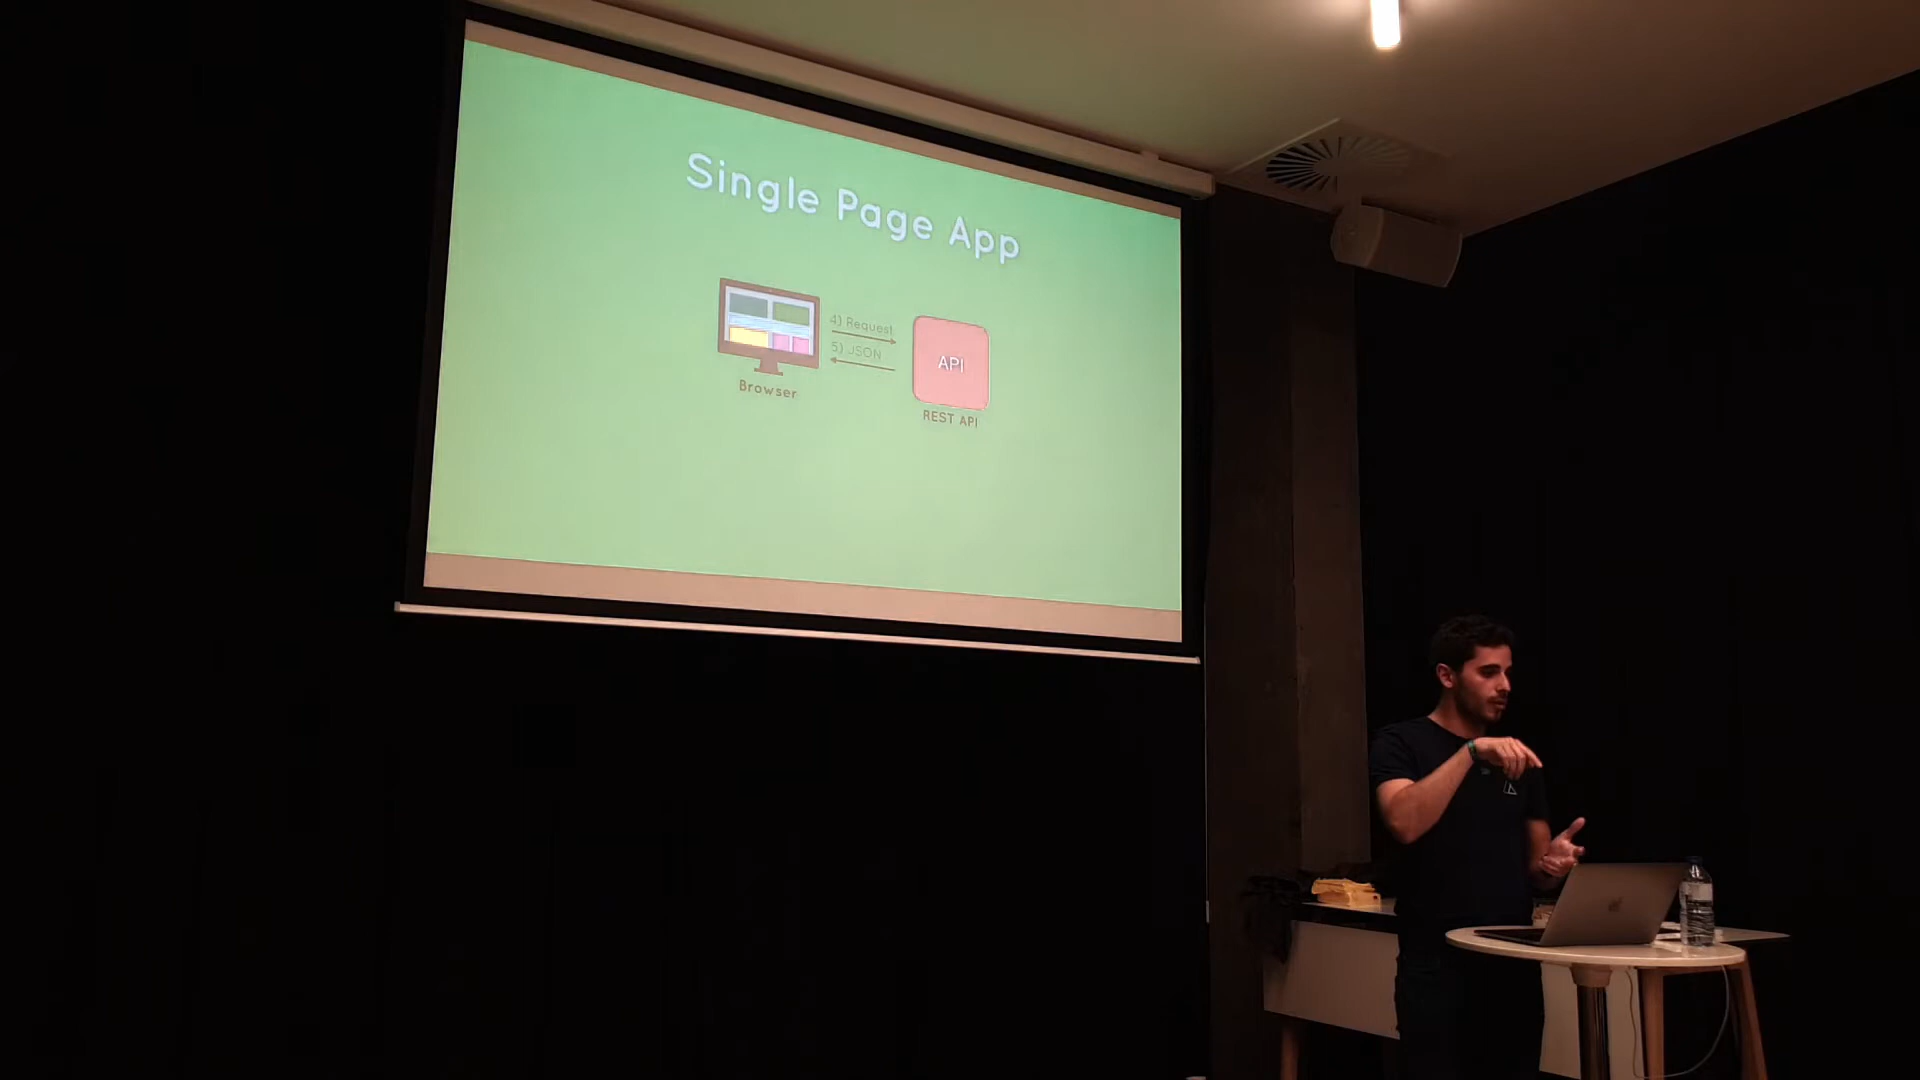 Single Page App
4) Request
5) JSON
API
Browser
REST API